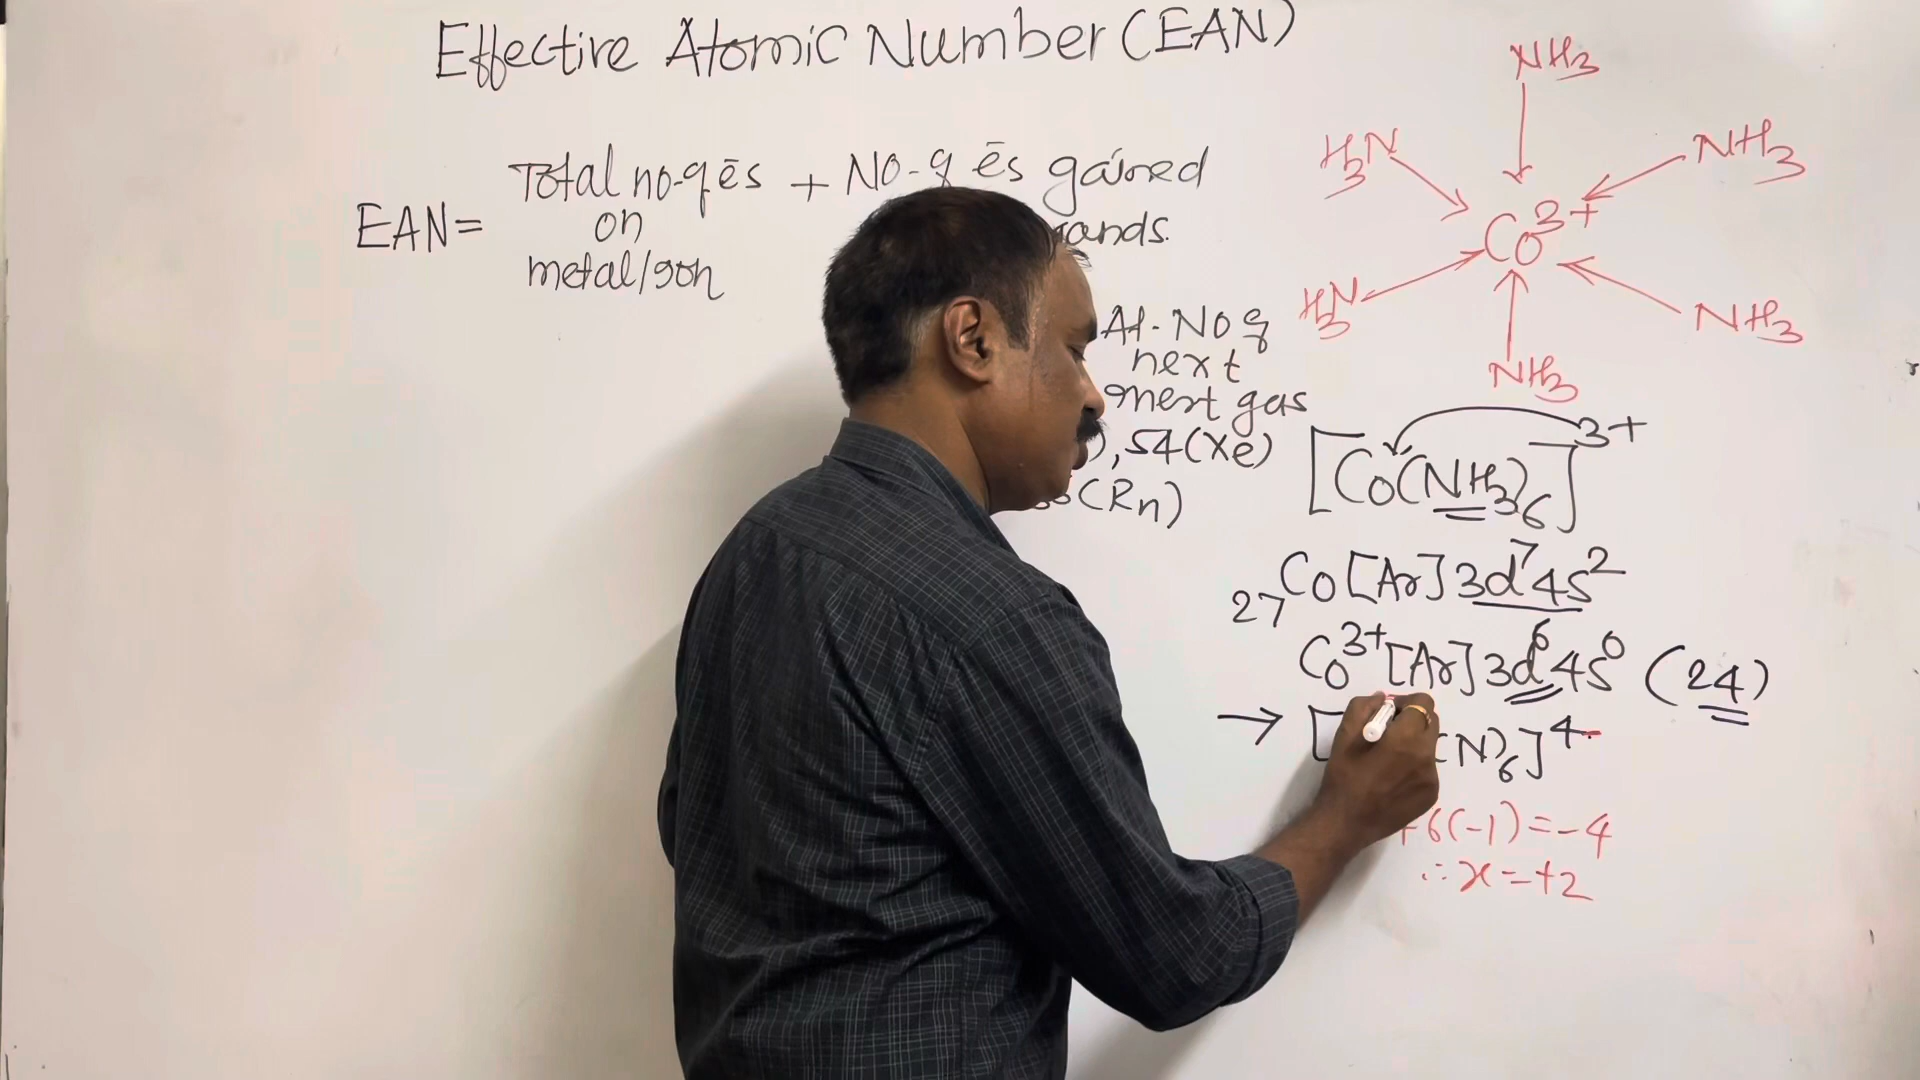 Effective Atomic Number (EAN)
EAN =
Total no-of ēs + No-of ēs gained
on
metal/ion
At-No of
next
inert gas
), 54(Xe)
(Rn)
NH3
H3N
NH3
Co3+
H3N
NH3
NH3
[Co(NH3)6]3+
27Co[Ar]3d7 4s2
Co3+[Ar]3d6 4s0 (24)
→ [ N)6]4-
6(-1)=-4
∴x=+2